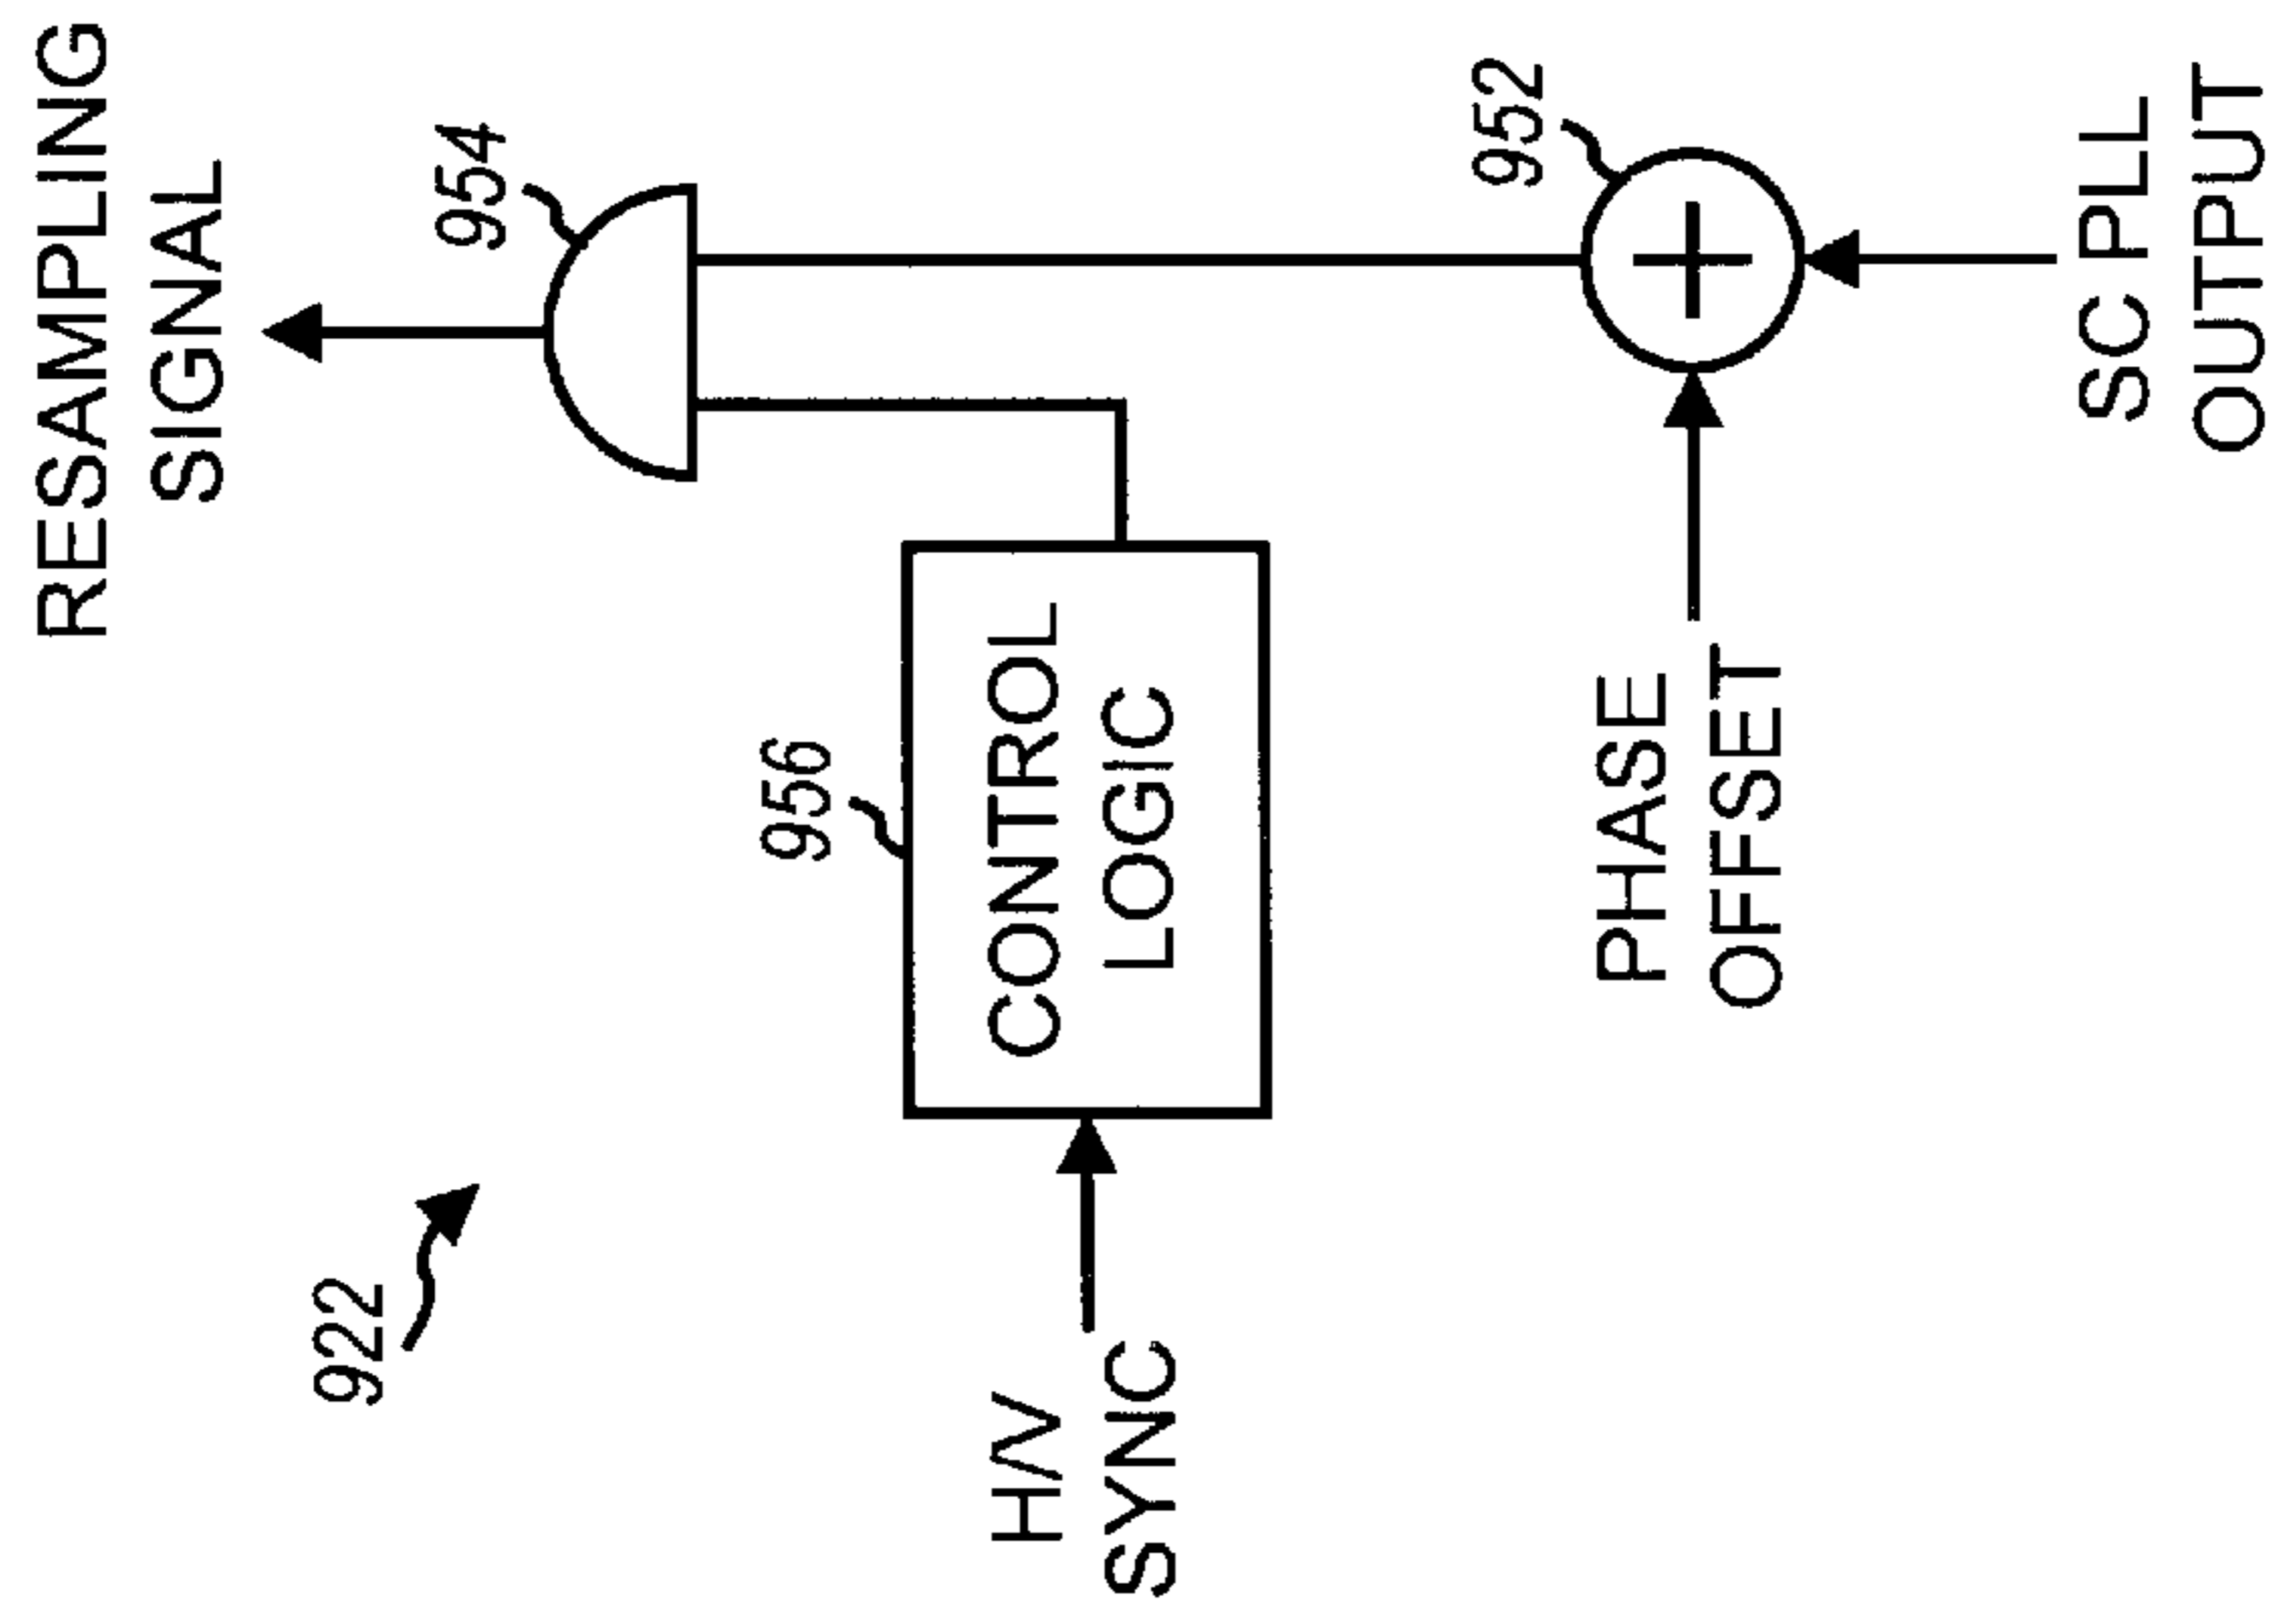 RESAMPLING
SIGNAL
954
952
SC PLL
OUTPUT
956
CONTROL
LOGIC
PHASE
OFFSET
922
H/V
SYNC